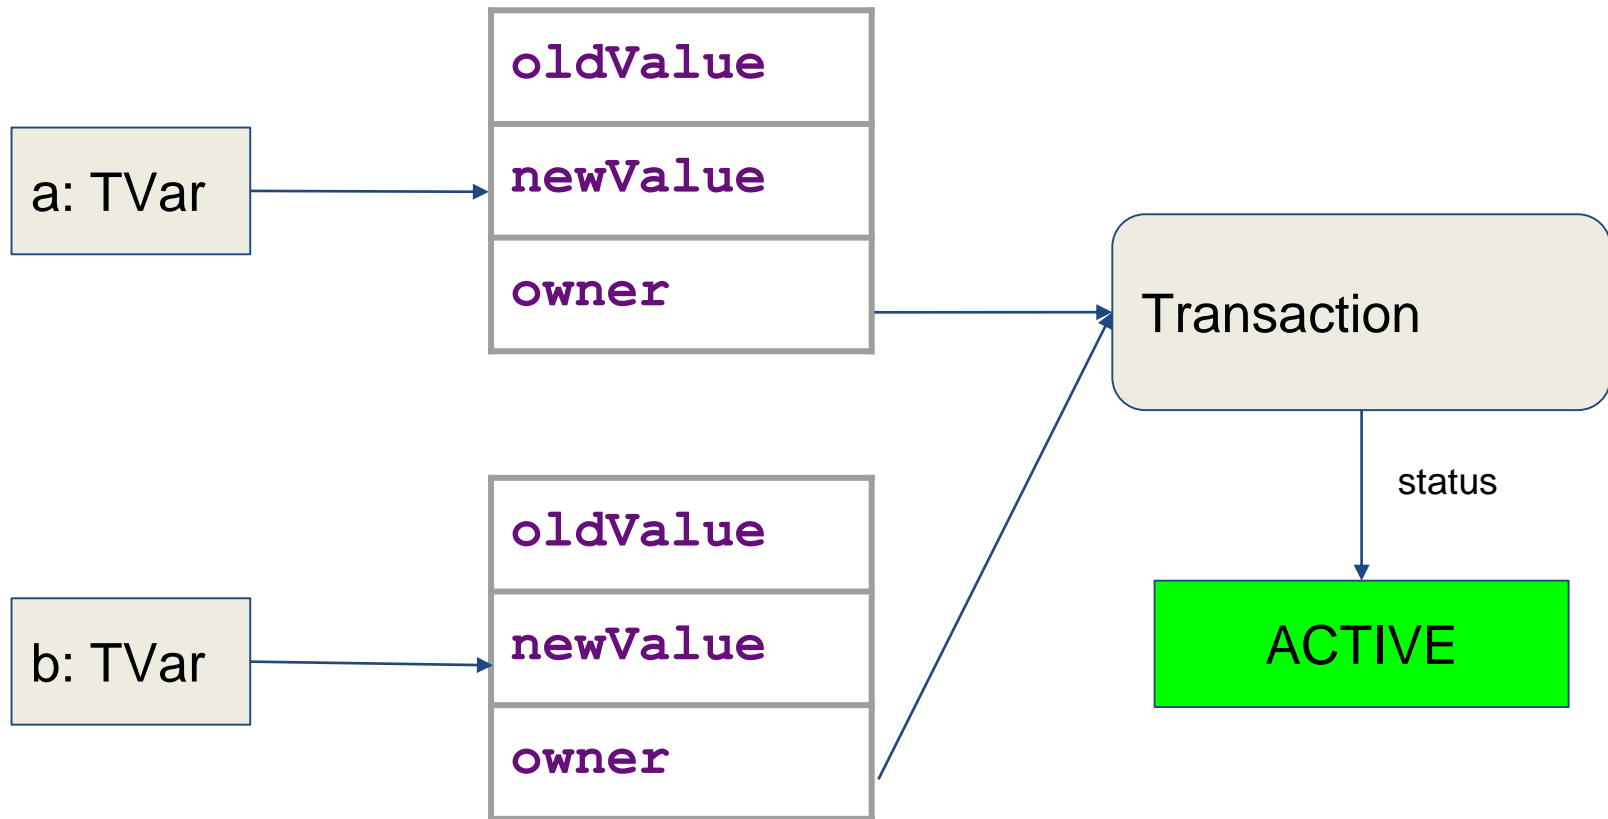 a: TVar
oldValue
newValue
owner
Transaction
status
ACTIVE
b: TVar
oldValue
newValue
owner